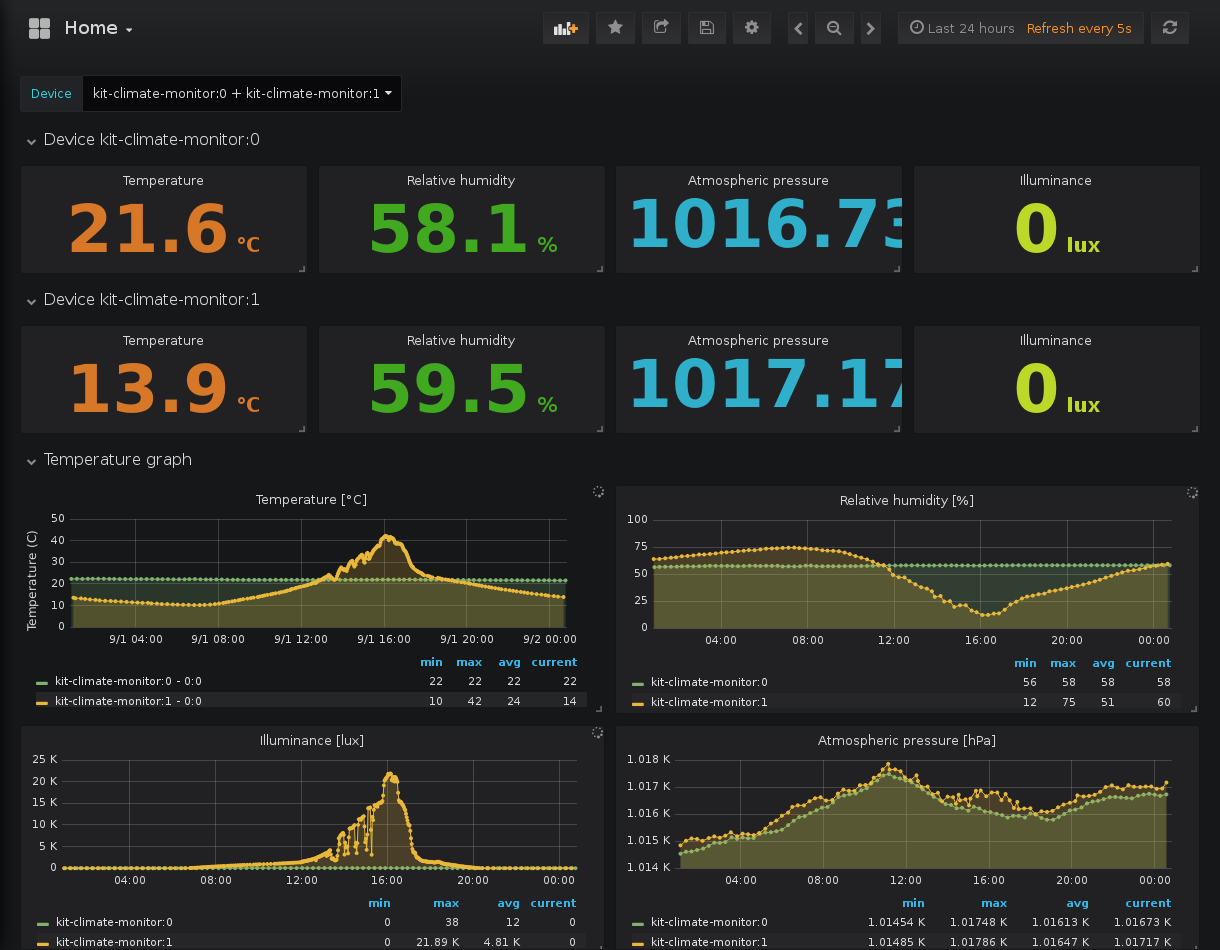 Home
Last 24 hours Refresh every 5s
Device kit-climate-monitor:0 + kit-climate-monitor:1
Device kit-climate-monitor:0
Temperature Relative humidity Atmospheric pressure Illuminance
21.6 °C 58.1 % 1016.73 0 lux
Device kit-climate-monitor:1
Temperature Relative humidity Atmospheric pressure Illuminance
13.9 °C 59.5 % 1017.17 0 lux
Temperature graph
Temperature [°C]
Temperature (C)
50
40
30
20
10
0
9/1 04:00 9/1 08:00 9/1 12:00 9/1 16:00 9/1 20:00 9/2 00:00
min max avg current
kit-climate-monitor:0 - 0:0 22 22 22 22
kit-climate-monitor:1 - 0:0 10 42 24 14
Relative humidity [%]
100
75
50
25
0
04:00 08:00 12:00 16:00 20:00 00:00
min max avg current
kit-climate-monitor:0 56 58 58 58
kit-climate-monitor:1 12 75 51 60
Illuminance [lux]
25 K
20 K
15 K
10 K
5 K
0
04:00 08:00 12:00 16:00 20:00 00:00
min max avg current
kit-climate-monitor:0 0 38 12 0
kit-climate-monitor:1 0 21.89 K 4.81 K 0
Atmospheric pressure [hPa]
1.018 K
1.017 K
1.016 K
1.015 K
1.014 K
04:00 08:00 12:00 16:00 20:00 00:00
min max avg current
kit-climate-monitor:0 1.01454 K 1.01748 K 1.01613 K 1.01673 K
kit-climate-monitor:1 1.01485 K 1.01786 K 1.01647 K 1.01717 K